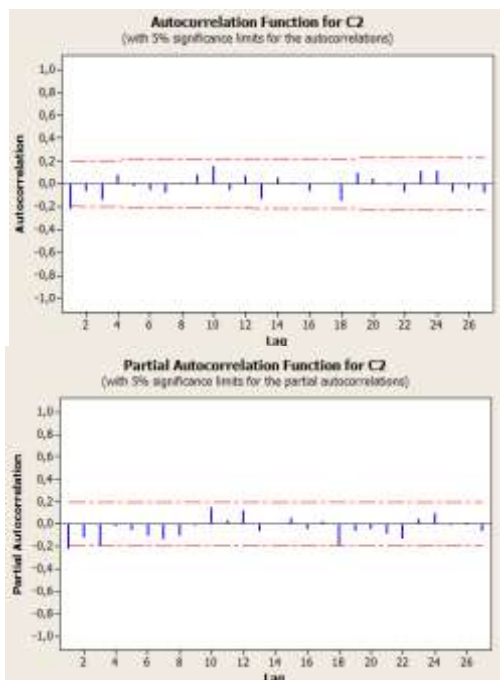 Autocorrelation Function for C2
(with 5% significance limits for the autocorrelations)
Autocorrelation
1,0
0,8
0,6
0,4
0,2
0,0
-0,2
-0,4
-0,6
-0,8
-1,0
2 4 6 8 10 12 14 16 18 20 22 24 26
Lag
Partial Autocorrelation Function for C2
(with 5% significance limits for the partial autocorrelations)
Partial Autocorrelation
1,0
0,8
0,6
0,4
0,2
0,0
-0,2
-0,4
-0,6
-0,8
-1,0
2 4 6 8 10 12 14 16 18 20 22 24 26
Lag